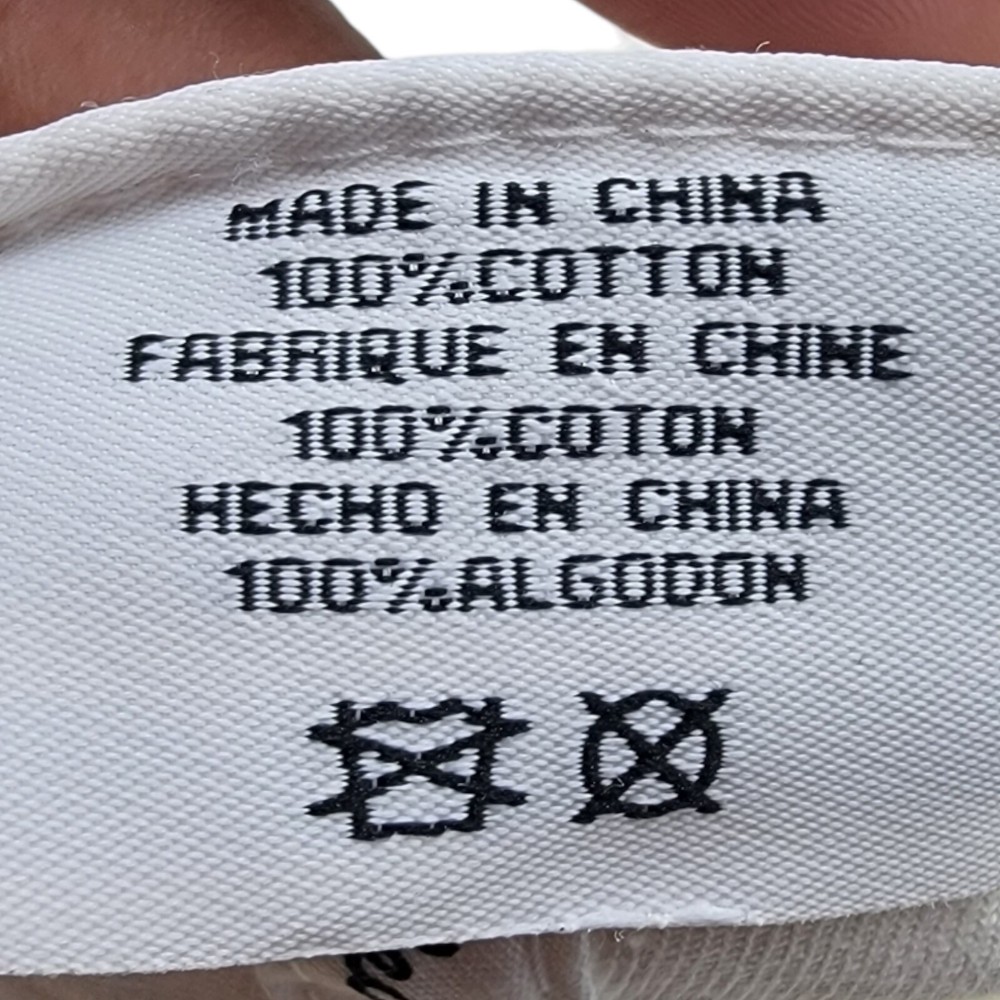 MADE IN CHINA
100%COTTON
FABRIQUE EN CHINE
100%COTON
HECHO EN CHINA
100%ALGODON